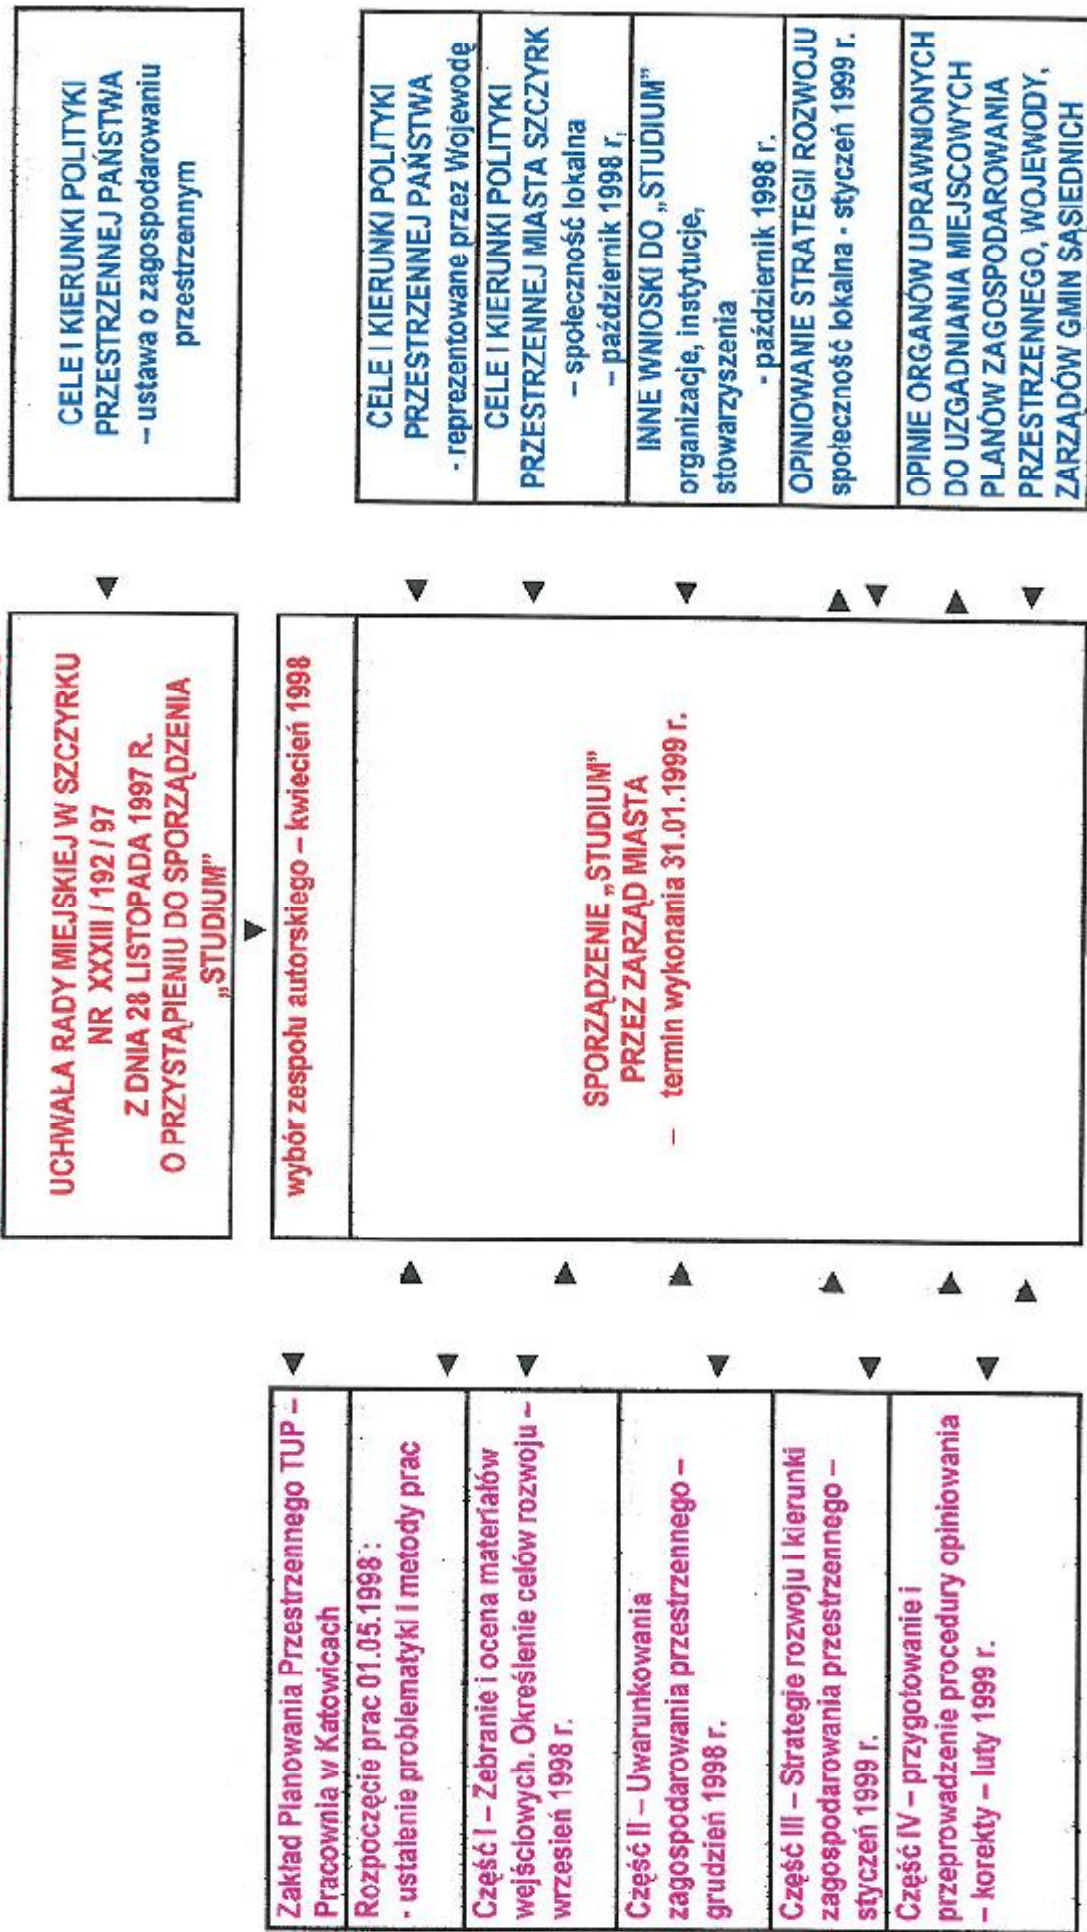 UCHWAŁA RADY MIEJSKIEJ W SZCZYRKU
NR XXXIII / 192 / 97
Z DNIA 28 LISTOPADA 1997 R.
O PRZYSTĄPIENIU DO SPORZĄDZENIA
„STUDIUM”
CELE I KIERUNKI POLITYKI
PRZESTRZENNEJ PAŃSTWA
– ustawa o zagospodarowaniu
przestrzennym
Zakład Planowania Przestrzennego TUP –
Pracownia w Katowicach
Rozpoczęcie prac 01.05.1998 :
- ustalenie problematyki i metody prac
Część I – Zebranie i ocena materiałów
wejściowych. Określenie celów rozwoju –
wrzesień 1998 r.
Część II – Uwarunkowania
zagospodarowania przestrzennego –
grudzień 1998 r.
Część III – Strategie rozwoju i kierunki
zagospodarowania przestrzennego –
styczeń 1999 r.
Część IV – przygotowanie i
przeprowadzenie procedury opiniowania
– korekty – luty 1999 r.
wybór zespołu autorskiego – kwiecień 1998
SPORZĄDZENIE „STUDIUM”
PRZEZ ZARZĄD MIASTA
– termin wykonania 31.01.1999 r.
CELE I KIERUNKI POLITYKI
PRZESTRZENNEJ PAŃSTWA
- reprezentowane przez Wojewodę
CELE I KIERUNKI POLITYKI
PRZESTRZENNEJ MIASTA SZCZYRK
– społeczność lokalna
– październik 1998 r.
INNE WNIOSKI DO „STUDIUM”
organizacje, instytucje,
stowarzyszenia
- październik 1998 r.
OPINIOWANIE STRATEGII ROZWOJU
społeczność lokalna - styczeń 1999 r.
OPINIE ORGANÓW UPRAWNIONYCH
DO UZGADNIANIA MIEJSCOWYCH
PLANÓW ZAGOSPODAROWANIA
PRZESTRZENNEGO, WOJEWODY,
ZARZĄDÓW GMIN SĄSIEDNICH